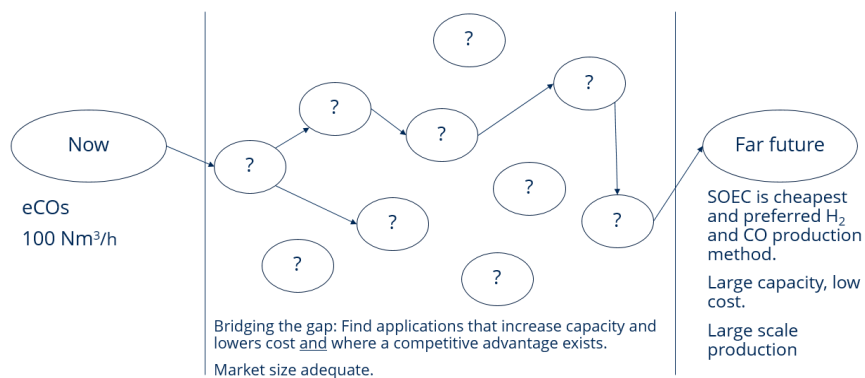 ?
?
?
?
Now
?
Far future
?
?
?
?
?
?
eCOs
100 Nm³/h
SOEC is cheapest
and preferred H₂
and CO production
method.
Large capacity, low
cost.
Large scale
production
Bridging the gap: Find applications that increase capacity and
lowers cost and where a competitive advantage exists.
Market size adequate.